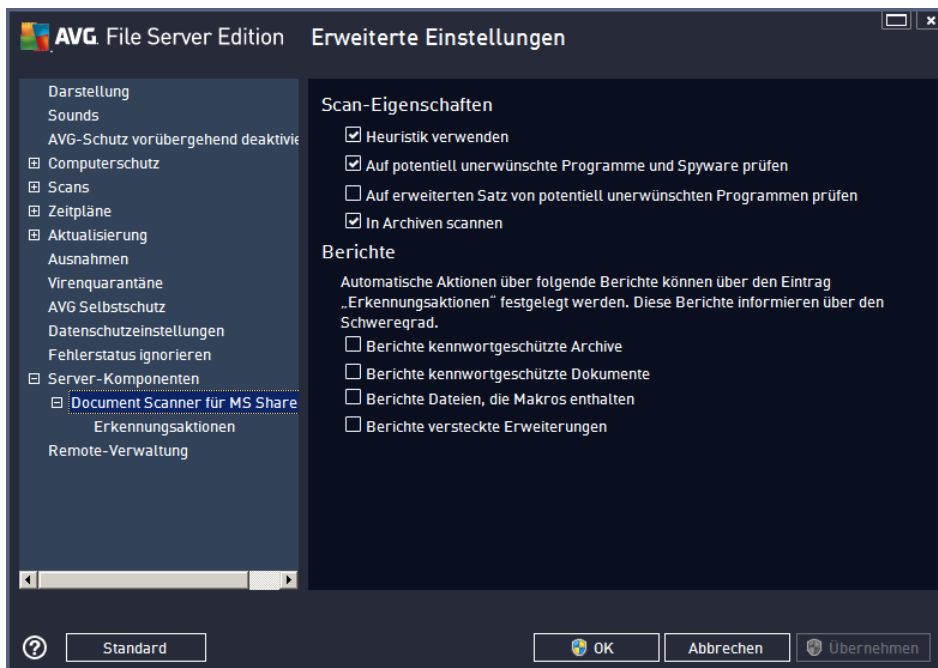 AVG. File Server Edition Erweiterte Einstellungen
Darstellung
Sounds
AVG-Schutz vorübergehend deaktivie
Computerschutz
Scans
Zeitpläne
Aktualisierung
Ausnahmen
Virenquarantäne
AVG Selbstschutz
Datenschutzeinstellungen
Fehlerstatus ignorieren
Server-Komponenten
Document Scanner für MS Share
Erkennungsaktionen
Remote-Verwaltung
Scan-Eigenschaften
Heuristik verwenden
Auf potentiell unerwünschte Programme und Spyware prüfen
Auf erweiterten Satz von potentiell unerwünschten Programmen prüfen
In Archiven scannen
Berichte
Automatische Aktionen über folgende Berichte können über den Eintrag
„Erkennungsaktionen“ festgelegt werden. Diese Berichte informieren über den
Schweregrad.
Berichte kennwortgeschützte Archive
Berichte kennwortgeschützte Dokumente
Berichte Dateien, die Makros enthalten
Berichte versteckte Erweiterungen
Standard
OK
Abbrechen
Übernehmen